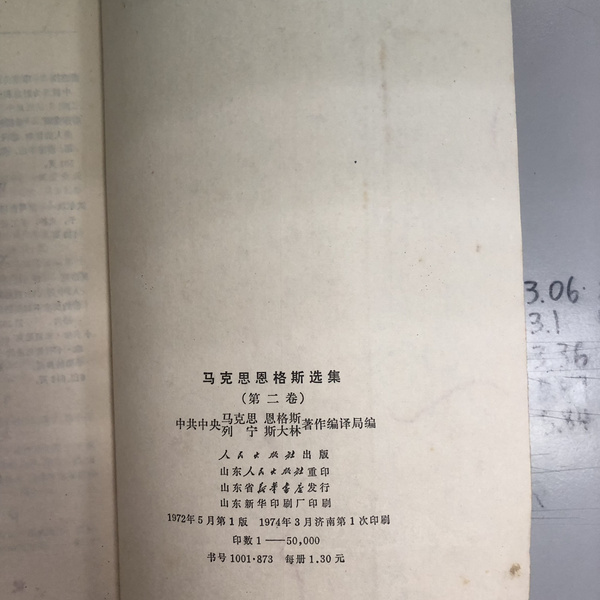 马克思恩格斯选集
（第二卷）
中共中央马克思 恩格斯
列 宁 斯大林著作编译局编
人民出版社出版
山东人民出版社重印
山东省新华书店发行
山东新华印刷厂印刷
1972年5月第1版 1974年3月济南第1次印刷
印数1——50,000
书号1001·873 每册1.30元
3.06
3.1
3.36